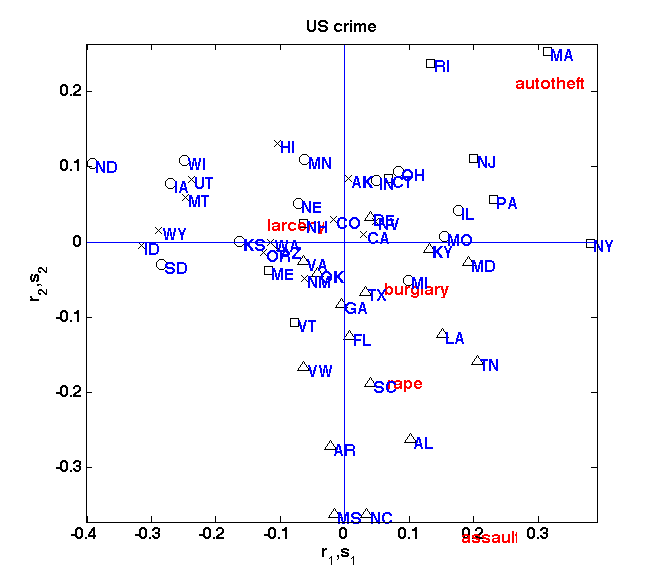 US crime
MA
RI
autotheft
0.2
HI
MN
NJ
0.1
ND
WI
OH
AK
IN
CT
UT
IA
MT
NE
PA
IL
DE
NV
larceny
NH
CO
WY
CA
MO
0
ID
KS
WA
KY
NY
OR
AZ
VA
MD
SD
ME
OK
NM
MI
burglary
TX
GA
-0.1
VT
FL
LA
TN
VW
SC
rape
-0.2
AR
AL
-0.3
MS
NC
r2,s2
-0.4
-0.3
-0.2
-0.1
0
0.1
0.2
0.3
assault
r1,s1